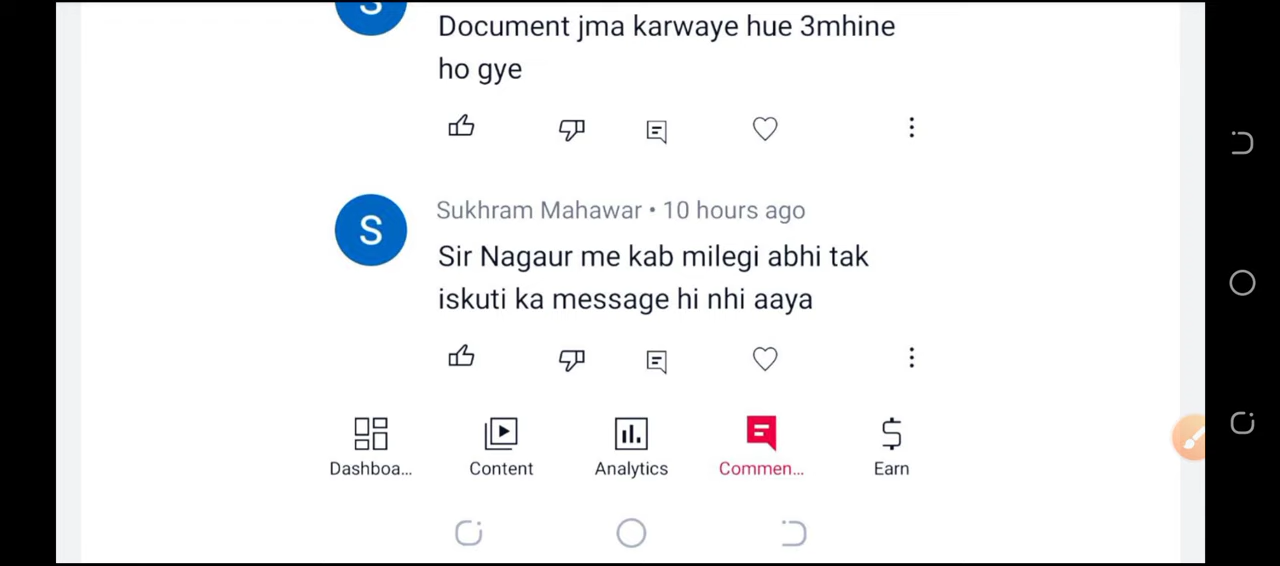 S
Document jma karwaye hue 3mhine
ho gye
S
Sukhram Mahawar • 10 hours ago
Sir Nagaur me kab milegi abhi tak
iskuti ka message hi nhi aaya
Dashboa... Content Analytics Commen... Earn